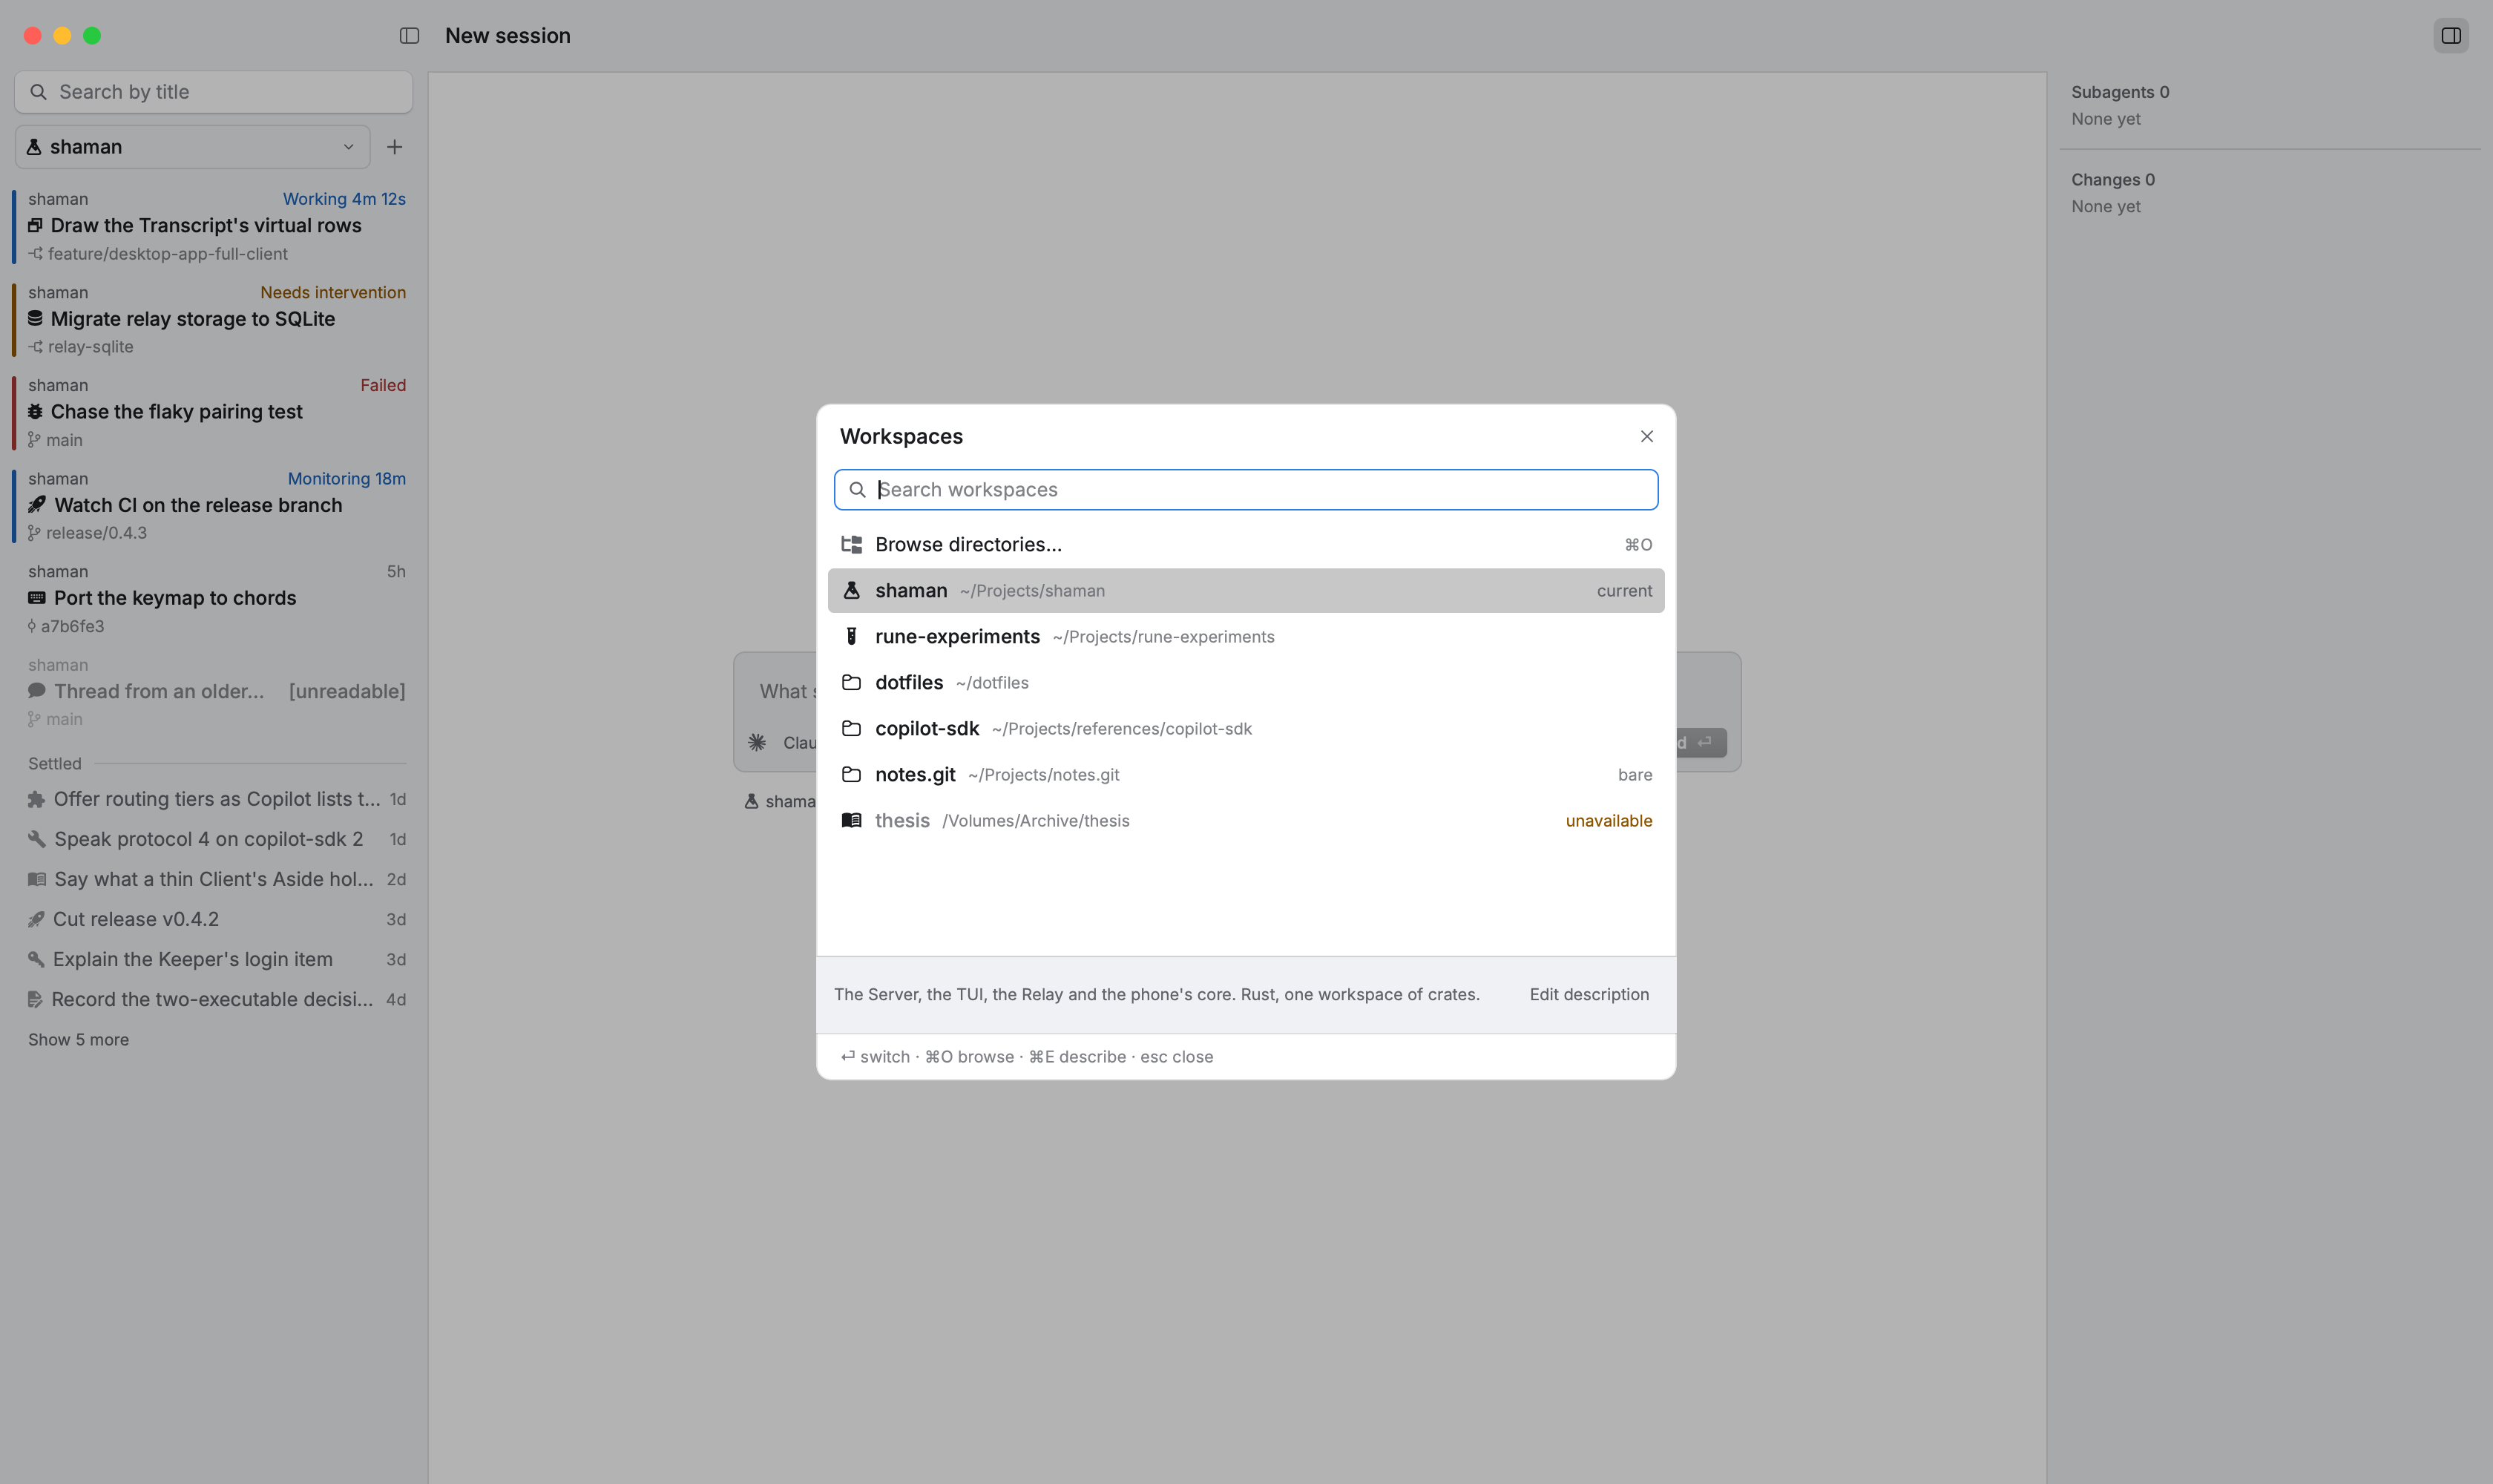 New session
Search by title
shaman
shaman Working 4m 12s
Draw the Transcript's virtual rows
feature/desktop-app-full-client
shaman Needs intervention
Migrate relay storage to SQLite
relay-sqlite
shaman Failed
Chase the flaky pairing test
main
shaman Monitoring 18m
Watch CI on the release branch
release/0.4.3
shaman 5h
Port the keymap to chords
a7b6fe3
shaman
Thread from an older... [unreadable]
main
Settled
Offer routing tiers as Copilot lists t... 1d
Speak protocol 4 on copilot-sdk 2 1d
Say what a thin Client's Aside hol... 2d
Cut release v0.4.2 3d
Explain the Keeper's login item 3d
Record the two-executable decisi... 4d
Show 5 more
What
Workspaces
Search workspaces
Browse directories... ⌘O
shaman ~/Projects/shaman current
rune-experiments ~/Projects/rune-experiments
dotfiles ~/dotfiles
copilot-sdk ~/Projects/references/copilot-sdk
notes.git ~/Projects/notes.git bare
thesis /Volumes/Archive/thesis unavailable
The Server, the TUI, the Relay and the phone's core. Rust, one workspace of crates. Edit description
⏎ switch · ⌘O browse · ⌘E describe · esc close
Subagents 0
None yet
Changes 0
None yet